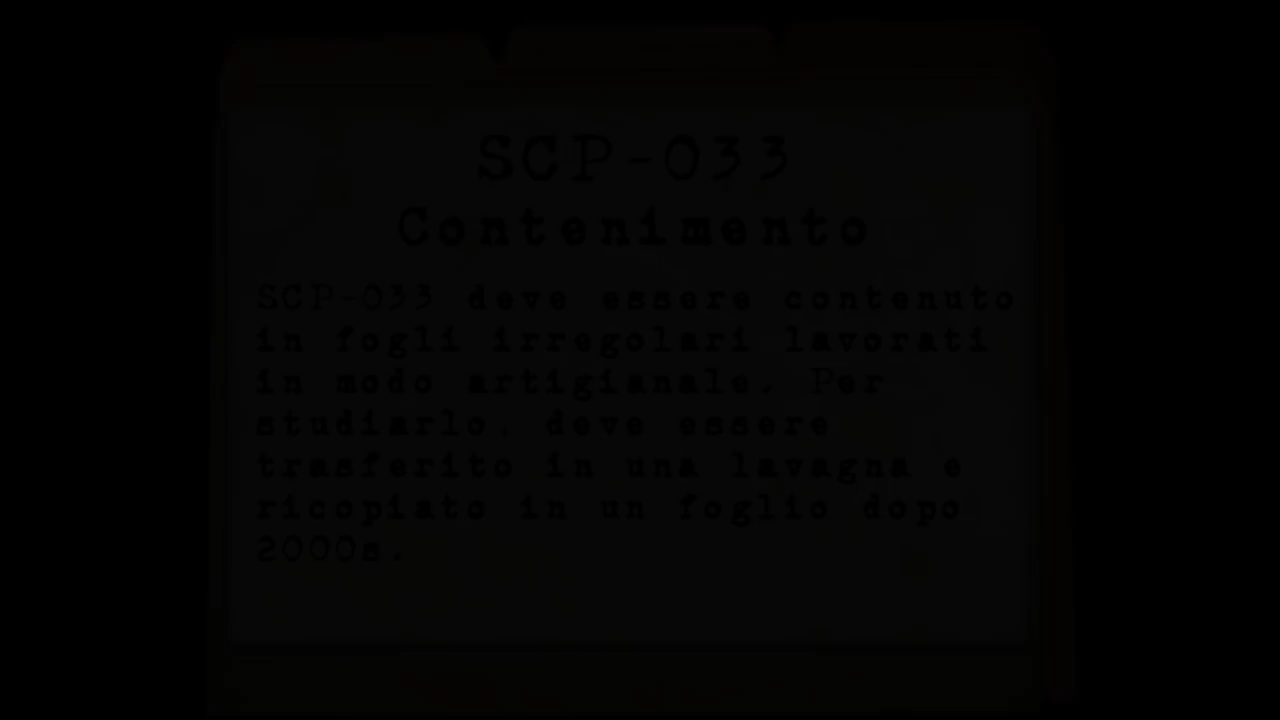 SCP-033
Contenimento
SCP-033 deve essere contenuto
in fogli irregolari lavorati
in modo artigianale. Per
studiarlo, deve essere
trasferito in una lavagna e
ricopiato in un foglio dopo
2000s.